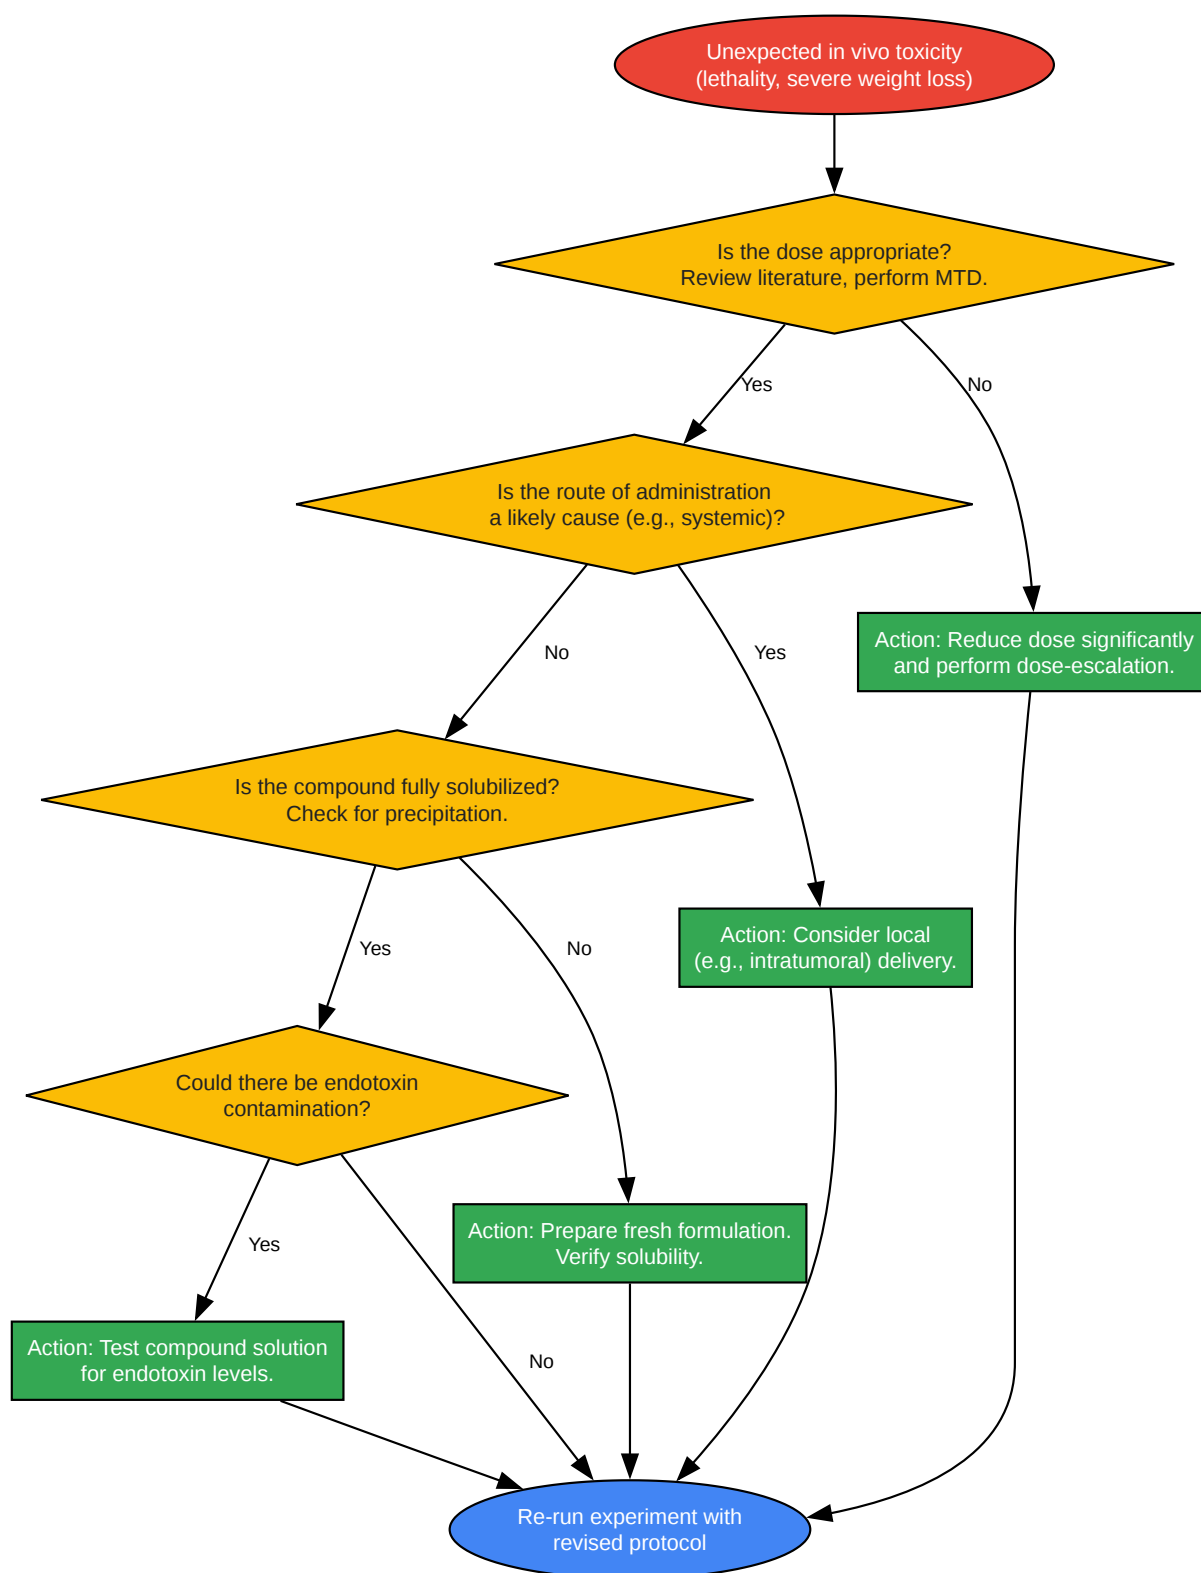 Unexpected in vivo toxicity
(lethality, severe weight loss)
Is the dose appropriate?
Review literature, perform MTD.
Yes
No
Is the route of administration
a likely cause (e.g., systemic)?
No
Yes
Action: Reduce dose significantly
and perform dose-escalation.
Is the compound fully solubilized?
Check for precipitation.
Yes
No
Action: Consider local
(e.g., intratumoral) delivery.
Could there be endotoxin
contamination?
Yes
No
Action: Prepare fresh formulation.
Verify solubility.
Action: Test compound solution
for endotoxin levels.
Re-run experiment with
revised protocol